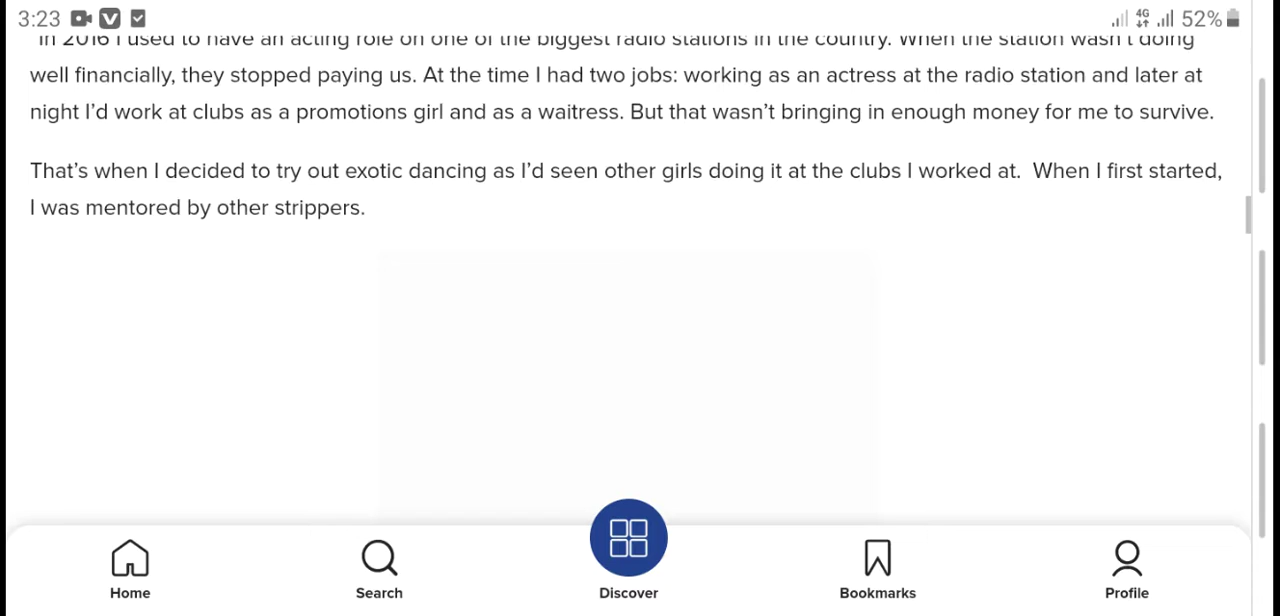 3:23
4G
52%
In 2016 I used to have an acting role on one of the biggest radio stations in the country. When the station wasn't doing
well financially, they stopped paying us. At the time I had two jobs: working as an actress at the radio station and later at
night I’d work at clubs as a promotions girl and as a waitress. But that wasn’t bringing in enough money for me to survive.
That’s when I decided to try out exotic dancing as I’d seen other girls doing it at the clubs I worked at.  When I first started,
I was mentored by other strippers.
Home
Search
Discover
Bookmarks
Profile